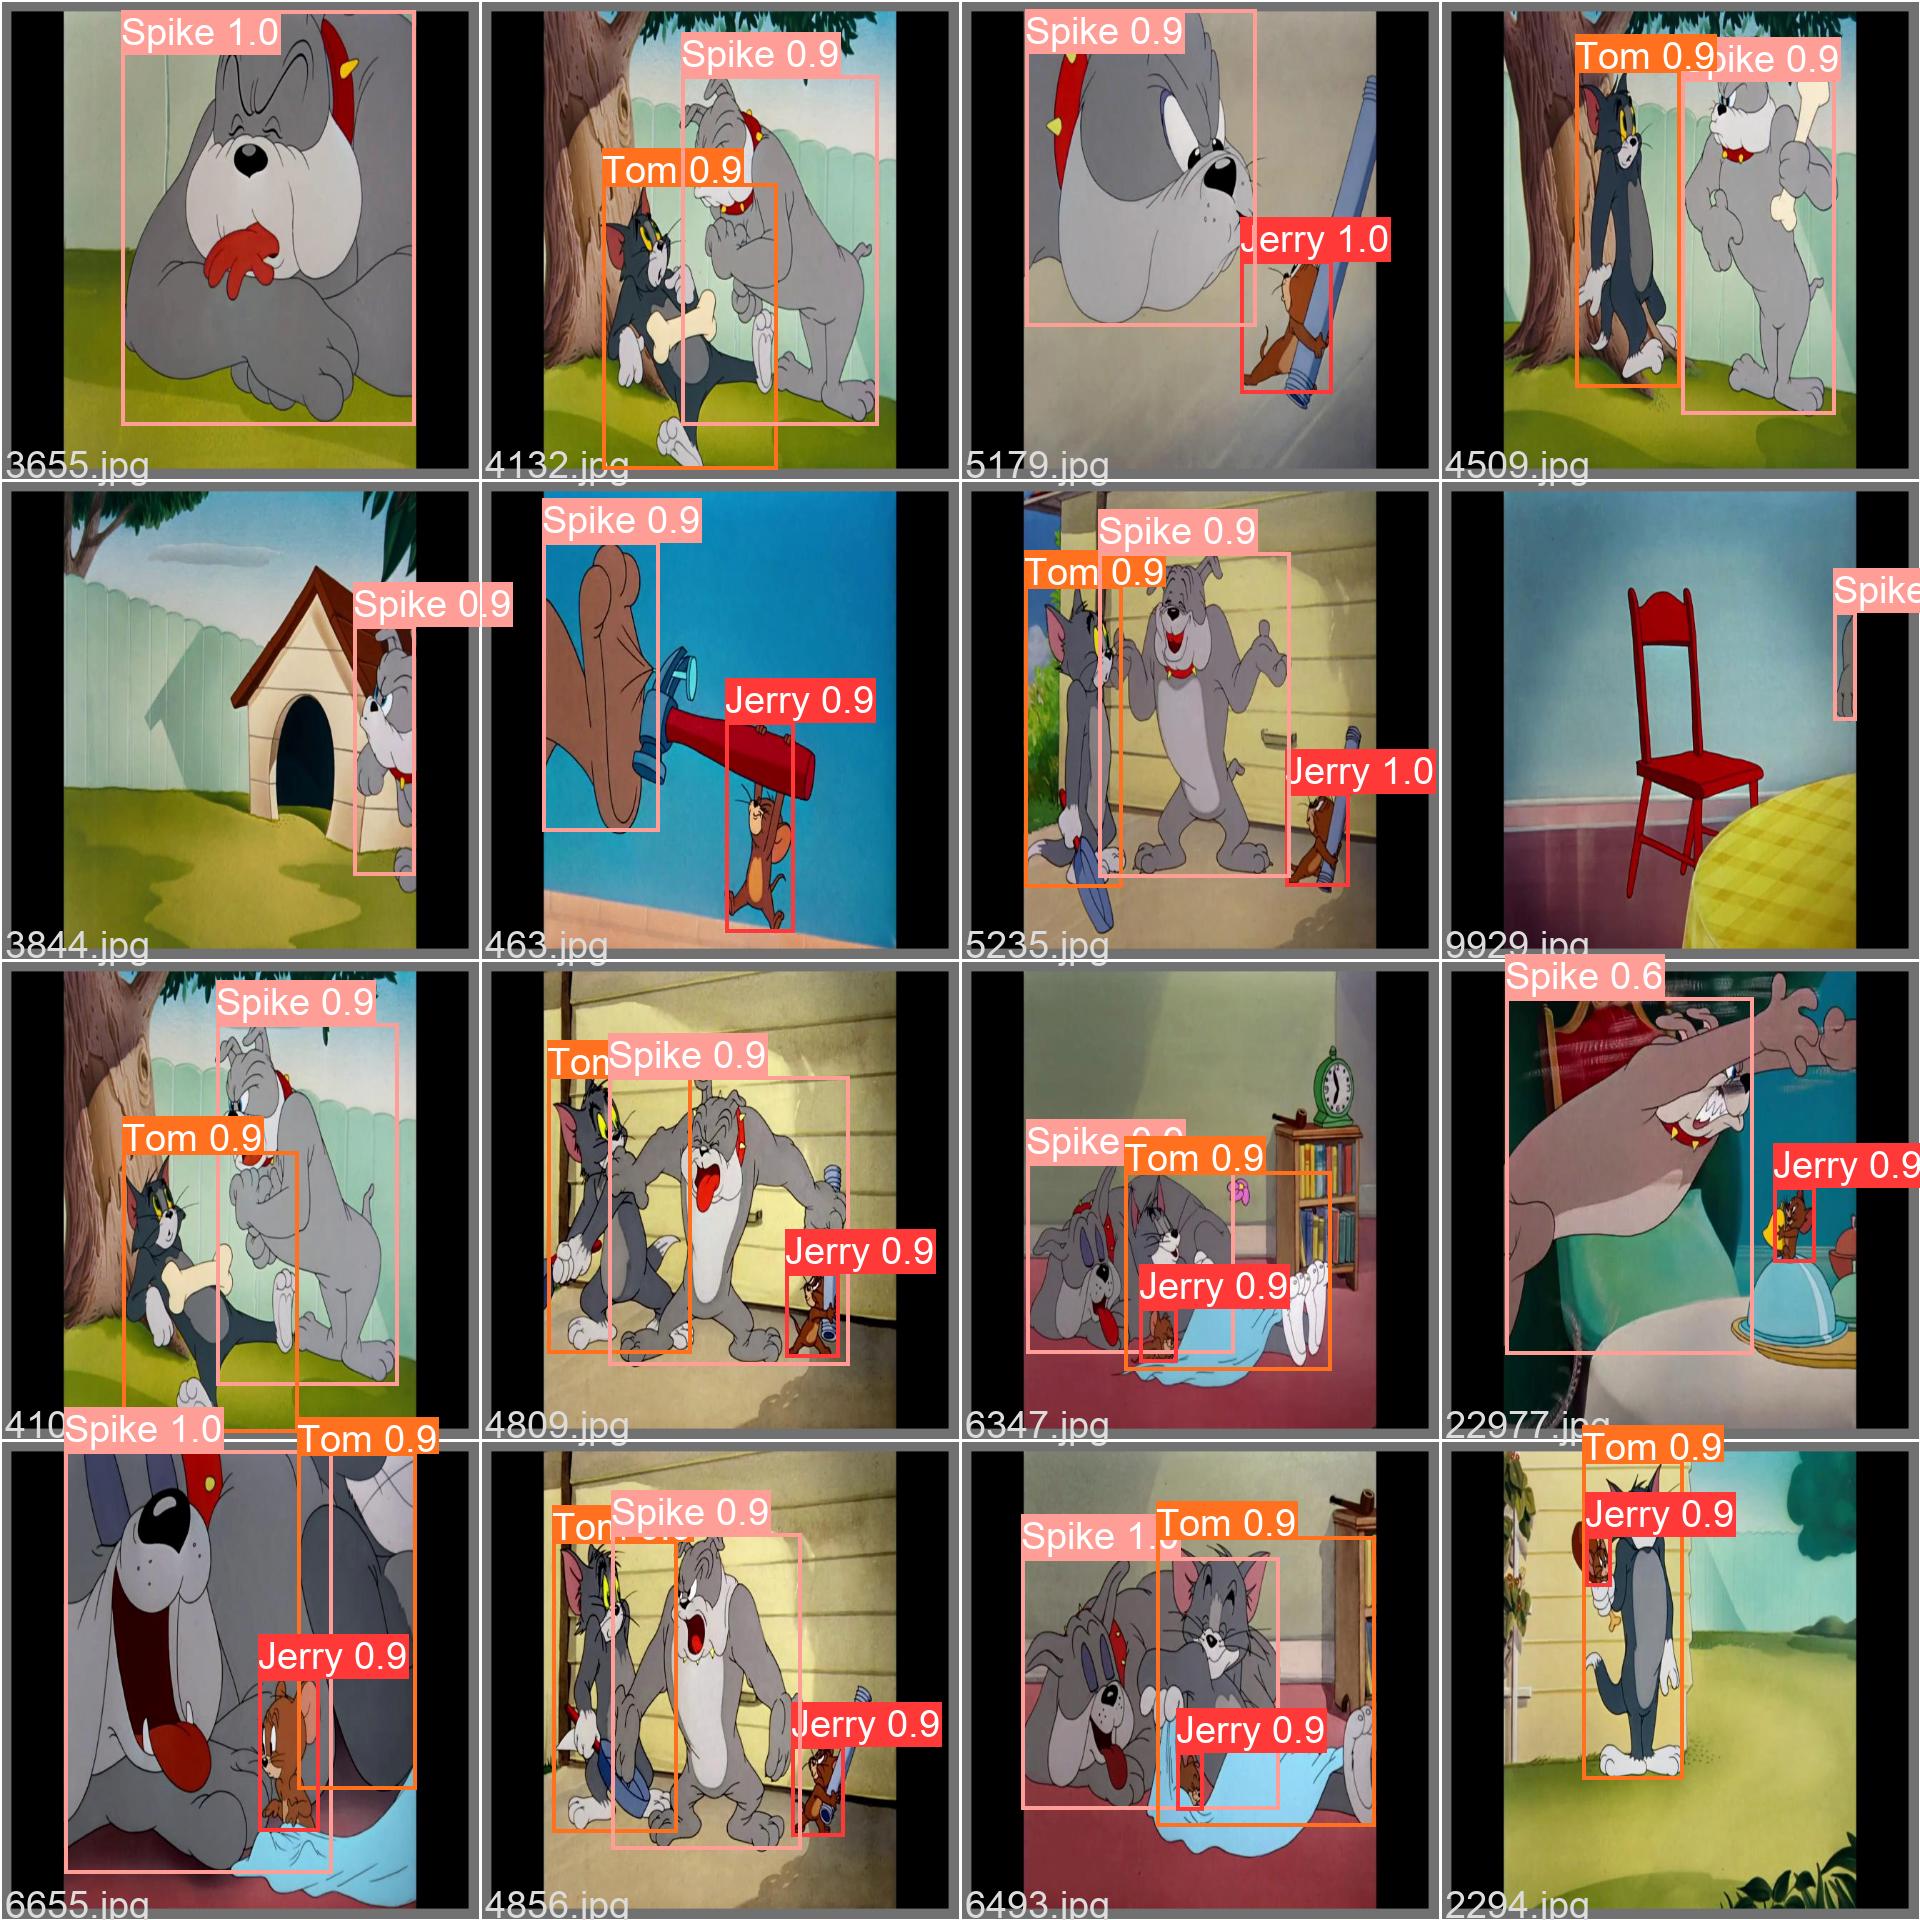 Spike 1.0
3655.jpg
Spike 0.9
Tom 0.9
4132.jpg
Spike 0.9
Jerry 1.0
5179.jpg
Tom 0.9
pike 0.9
4509.jpg
Spike 0.9
3844.jpg
Spike 0.9
Jerry 0.9
463.jpg
Spike 0.9
Tom 0.9
Jerry 1.0
5235.jpg
Spike
9929.jpg
Spike 0.9
Tom 0.9
410
Tom
Spike 0.9
Jerry 0.9
4809.jpg
Spike
Tom 0.9
Jerry 0.9
6347.jpg
Spike 0.6
Jerry 0.9
22977.jpg
Spike 1.0
Tom 0.9
Jerry 0.9
6655.jpg
Tom
Spike 0.9
Jerry 0.9
4856.jpg
Spike 1.0
Tom 0.9
Jerry 0.9
6493.jpg
Tom 0.9
Jerry 0.9
2294.jpg